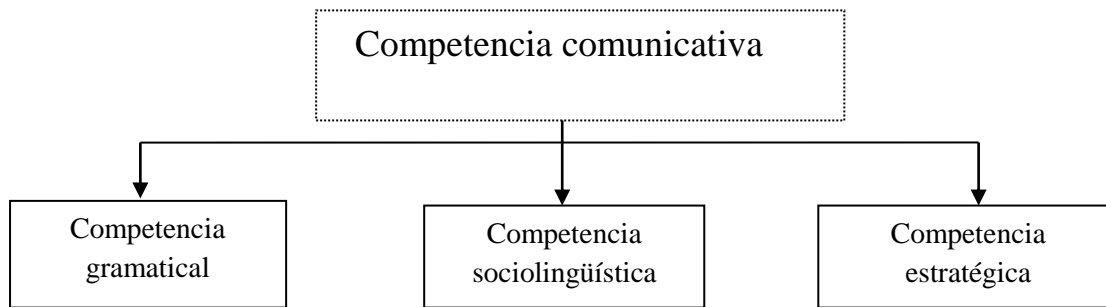 Competencia comunicativa
Competencia
gramatical
Competencia
sociolingüística
Competencia
estratégica